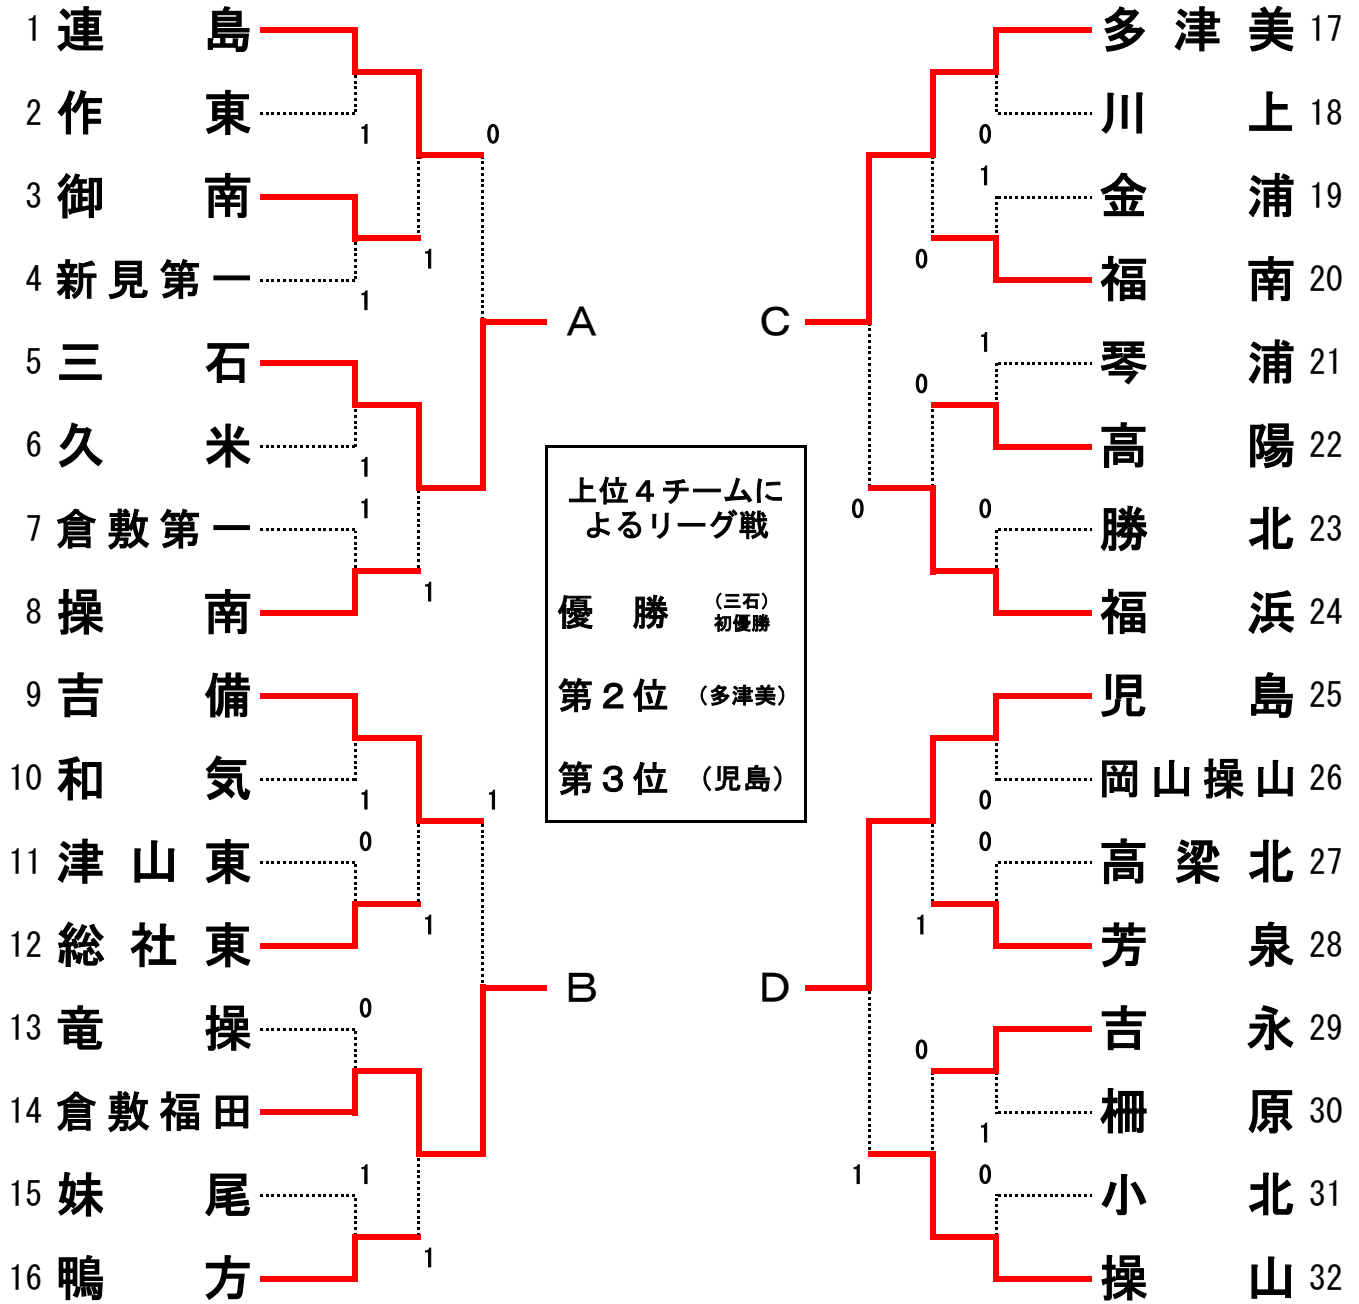 1 連島
2 作東
1
3 御南
4 新見第一
1
1
0
5 三石
6 久米
1
1
7 倉敷第一
8 操南
1
A
9 吉備
10 和気
1
0
11 津山東
12 総社東
1
1
0
13 竜操
14 倉敷福田
1
15 妹尾
16 鴨方
1
B
上位4チームに
よるリーグ戦
優勝 （三石）
初優勝
第2位 （多津美）
第3位 （児島）
多津美 17
川上 18
0
1
金浦 19
福南 20
0
C
1
琴浦 21
0
高陽 22
0
勝北 23
0
福浜 24
児島 25
岡山操山 26
0
0
高梁北 27
1
芳泉 28
D
0
吉永 29
柵原 30
1
0
小北 31
1
操山 32